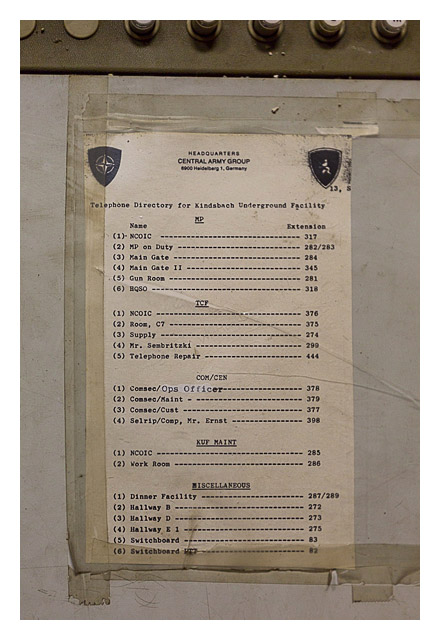 HEADQUARTERS
CENTRAL ARMY GROUP
6900 Heidelberg 1, Germany
13, S
Telephone Directory for Kindsbach Underground Facility
MP
Name Extension
(1) NCOIC ---------- 317
(2) MP on Duty ---------- 282/283
(3) Main Gate ---------- 284
(4) Main Gate II ---------- 345
(5) Gun Room ---------- 281
(6) HQSO ---------- 318
TCF
(1) NCOIC ---------- 376
(2) Room, C7 ---------- 375
(3) Supply ---------- 274
(4) Mr. Sembritzki ---------- 299
(5) Telephone Repair ---------- 444
COM/CEN
(1) Comsec/Ops Officer ---------- 378
(2) Comsec/Maint - ---------- 379
(3) Comsec/Cust ---------- 377
(4) Selrip/Comp, Mr. Ernst ---------- 398
KUF MAINT
(1) NCOIC ---------- 285
(2) Work Room ---------- 286
MISCELLANEOUS
(1) Dinner Facility ---------- 287/289
(2) Hallway B ---------- 272
(3) Hallway D ---------- 273
(4) Hallway E 1 ---------- 275
(5) Switchboard ---------- 83
(6) Switchboard ---------- 82